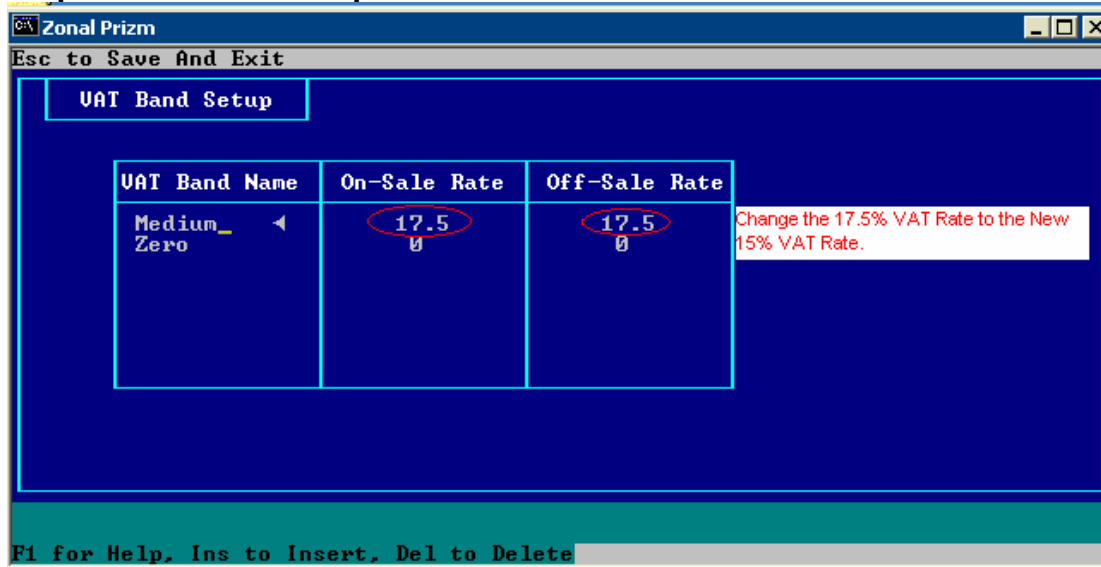 Zonal Prizm
Esc to Save And Exit
VAT Band Setup
VAT Band Name On-Sale Rate Off-Sale Rate
Medium_ 17.5 17.5
Zero 0 0
Change the 17.5% VAT Rate to the New
15% VAT Rate.
F1 for Help, Ins to Insert, Del to Delete